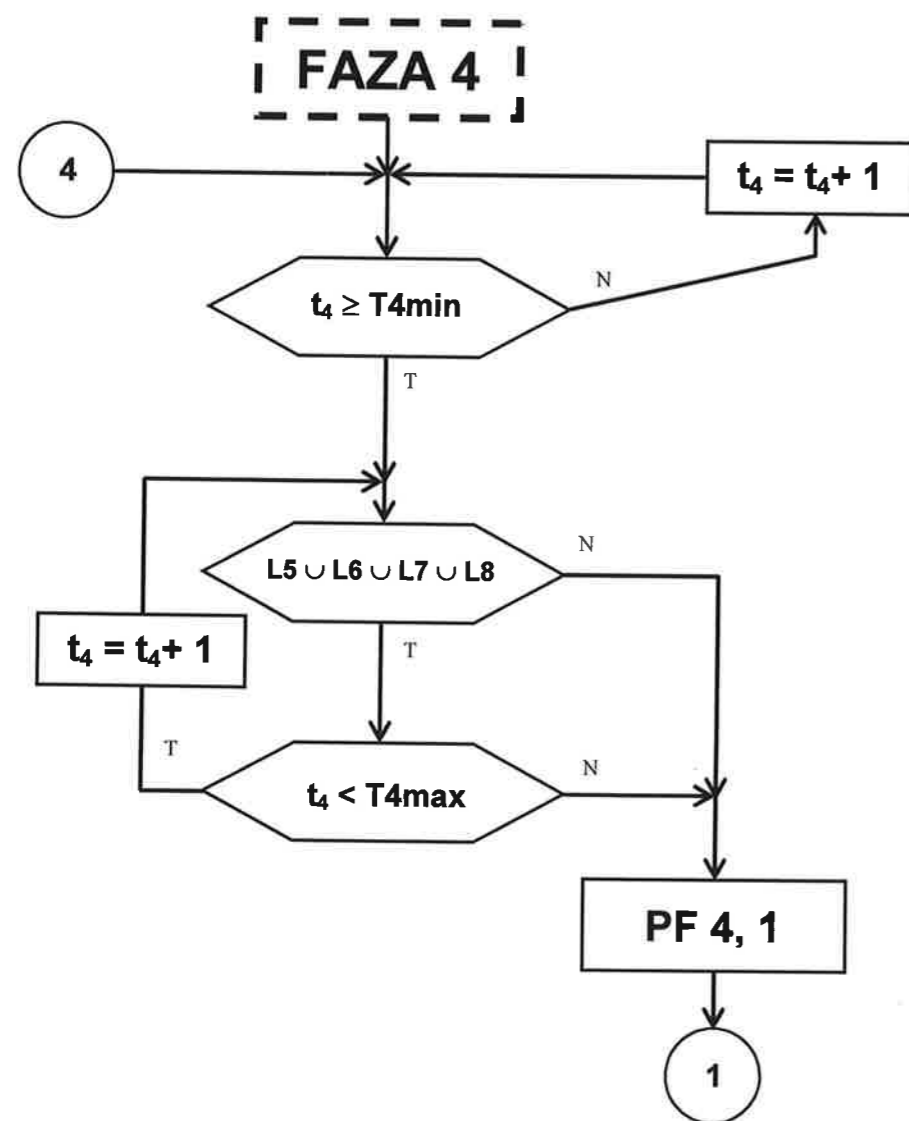 FAZA 4
4
t₄ = t₄+ 1
N
t₄ ≥ T4min
T
N
L5 ∪ L6 ∪ L7 ∪ L8
t₄ = t₄+ 1
T
T
N
t₄ < T4max
PF 4, 1
1